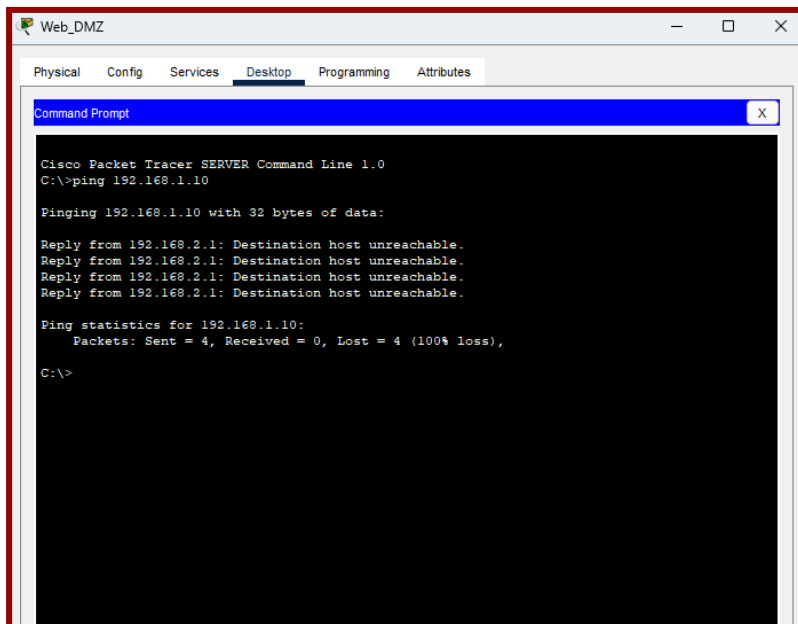 Web_DMZ
Physical Config Services Desktop Programming Attributes
Command Prompt X
Cisco Packet Tracer SERVER Command Line 1.0
C:\>ping 192.168.1.10
Pinging 192.168.1.10 with 32 bytes of data:
Reply from 192.168.2.1: Destination host unreachable.
Reply from 192.168.2.1: Destination host unreachable.
Reply from 192.168.2.1: Destination host unreachable.
Reply from 192.168.2.1: Destination host unreachable.
Ping statistics for 192.168.1.10:
Packets: Sent = 4, Received = 0, Lost = 4 (100% loss),
C:\>